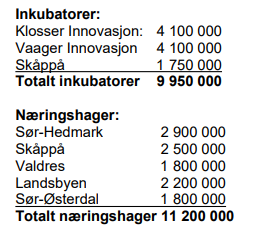 Inkubatorer:
Klosser Innovasjon: 4 100 000
Vaager Innovasjon 4 100 000
Skåppå 1 750 000
Totalt inkubatorer 9 950 000
Næringshager:
Sør-Hedmark 2 900 000
Skåppå 2 500 000
Valdres 1 800 000
Landsbyen 2 200 000
Sør-Østerdal 1 800 000
Totalt næringshager 11 200 000